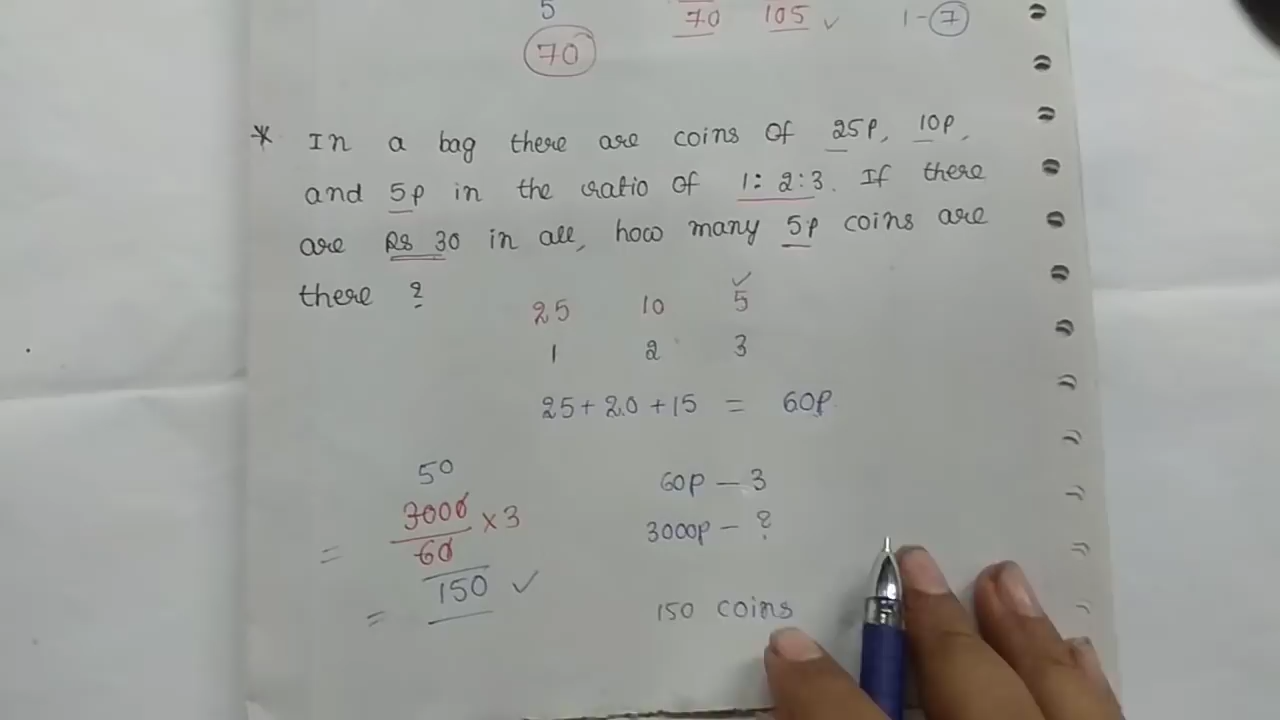 5
70 105 ✓ 1-7
70
* In a bag there are coins of 25p, 10p,
and 5p in the ratio of 1:2:3. If there
are Rs 30 in all, how many 5p coins are
there ?
✓
25 10 5
1 2 3
25+20+15 = 60p.
50
60p - 3
= 3000/60 × 3
3000p - ?
= 150 ✓
150 coins